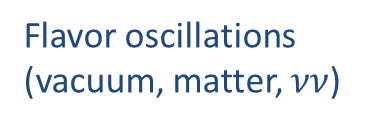 Flavor oscillations
(vacuum, matter, 𝜈𝜈)